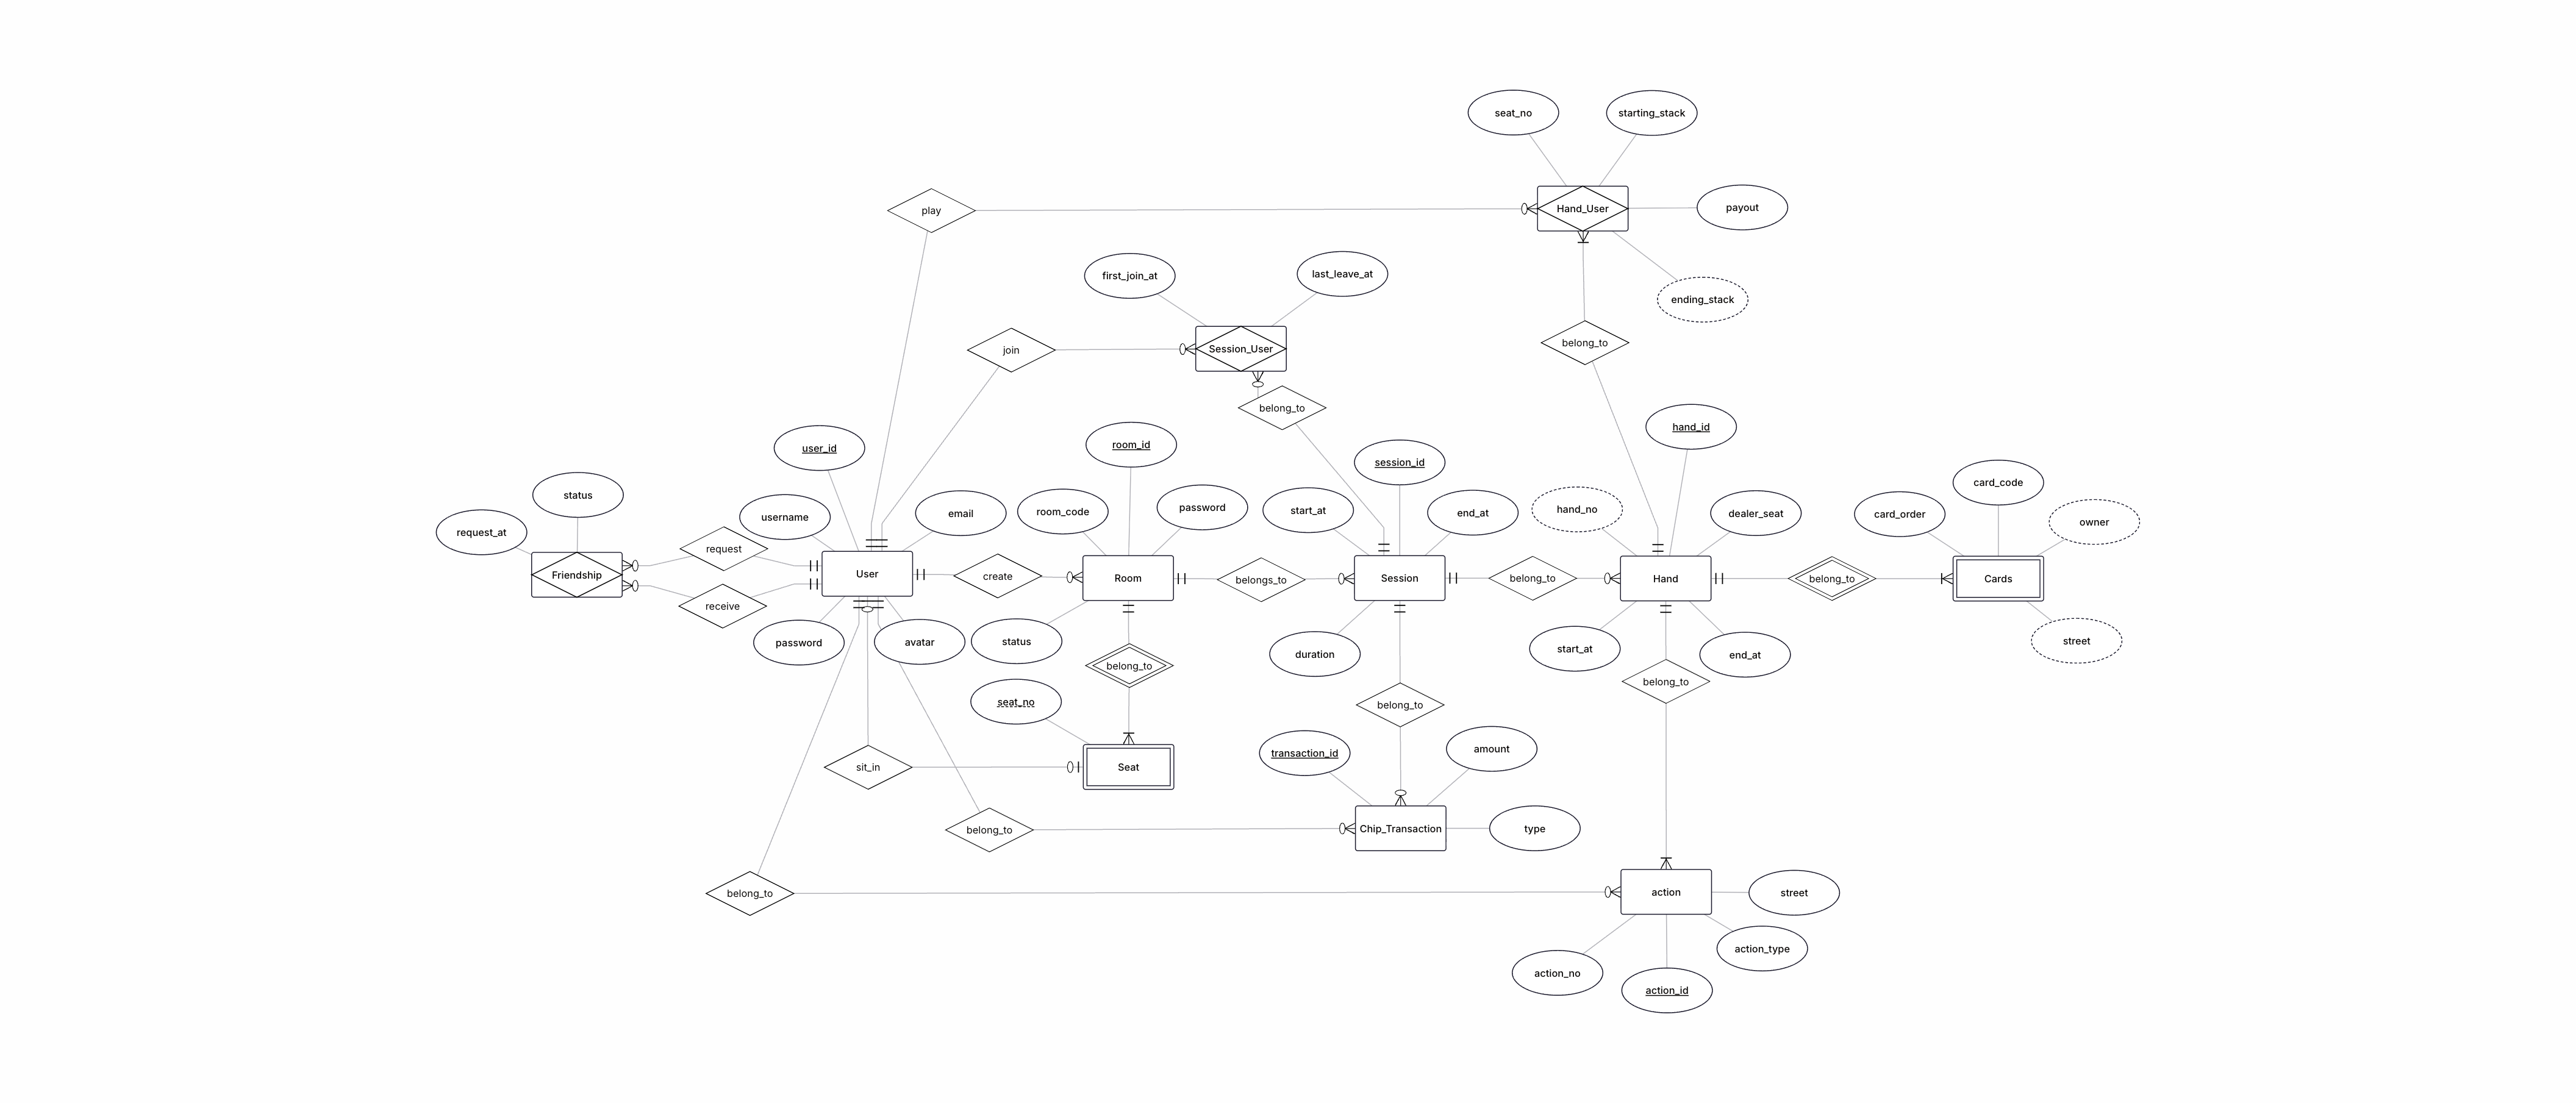 seat_no
starting_stack
play
Hand_User
payout
first_join_at
last_leave_at
ending_stack
join
Session_User
belong_to
belong_to
user_id
room_id
session_id
hand_id
status
request_at
request
username
email
room_code
password
start_at
end_at
hand_no
dealer_seat
card_order
card_code
owner
Friendship
User
create
Room
belongs_to
Session
belong_to
Hand
belong_to
Cards
receive
password
avatar
status
belong_to
duration
start_at
end_at
street
belong_to
seat_no
belong_to
sit_in
Seat
transaction_id
amount
belong_to
Chip_Transaction
type
belong_to
action
street
action_type
action_no
action_id